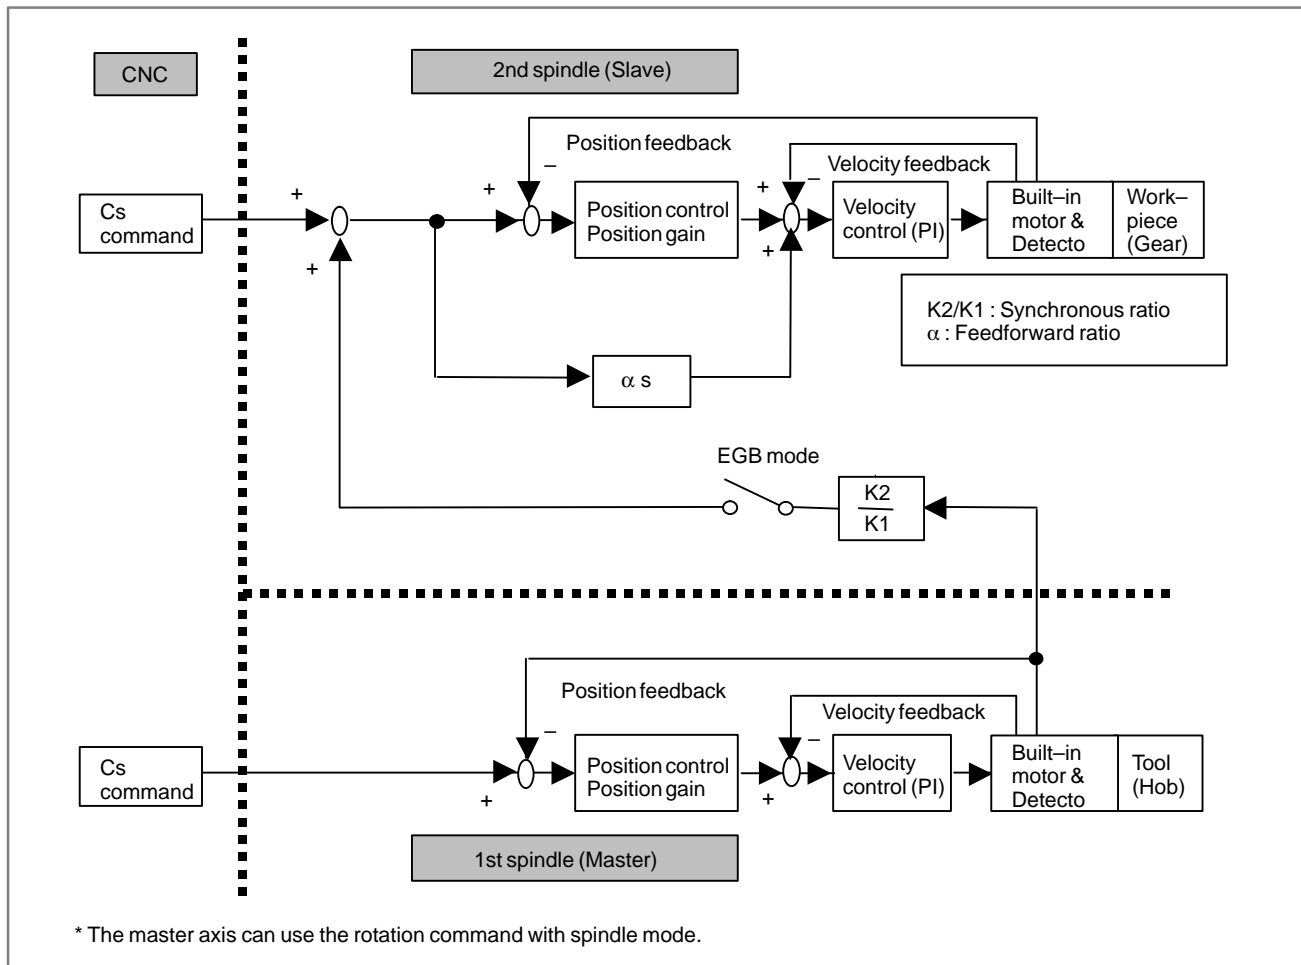 CNC
2nd spindle (Slave)
Position feedback
Velocity feedback
–
–
+
+
+
Cs
command
Position control
Position gain
Velocity
control (PI)
Built–in
motor &
Detecto
Work–
piece
(Gear)
+
+
K2/K1 : Synchronous ratio
α : Feedforward ratio
α s
EGB mode
K2
K1
Position feedback
Velocity feedback
–
–
Cs
command
Position control
Position gain
Velocity
control (PI)
Built–in
motor &
Detecto
Tool
(Hob)
+
+
1st spindle (Master)
* The master axis can use the rotation command with spindle mode.